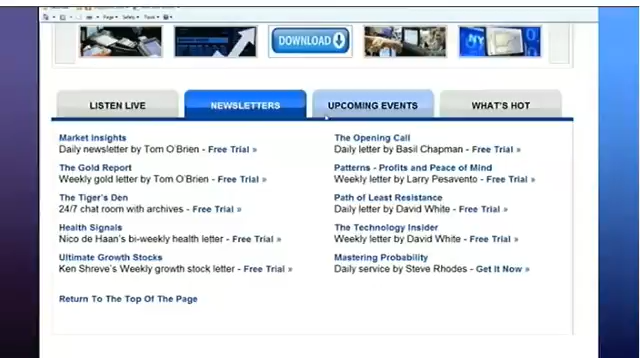 Page Safety Tools
DOWNLOAD
NY
LISTEN LIVE
NEWSLETTERS
UPCOMING EVENTS
WHAT'S HOT
Market Insights
Daily newsletter by Tom O'Brien - Free Trial »
The Gold Report
Weekly gold letter by Tom O'Brien - Free Trial »
The Tiger's Den
24/7 chat room with archives - Free Trial »
Health Signals
Nico de Haan's bi-weekly health letter - Free Trial »
Ultimate Growth Stocks
Ken Shreve's Weekly growth stock letter - Free Trial »
The Opening Call
Daily letter by Basil Chapman - Free Trial »
Patterns - Profits and Peace of Mind
Weekly letter by Larry Pesavento - Free Trial »
Path of Least Resistance
Daily letter by David White - Free Trial »
The Technology Insider
Weekly letter by David White - Free Trial »
Mastering Probability
Daily service by Steve Rhodes - Get It Now »
Return To The Top Of The Page